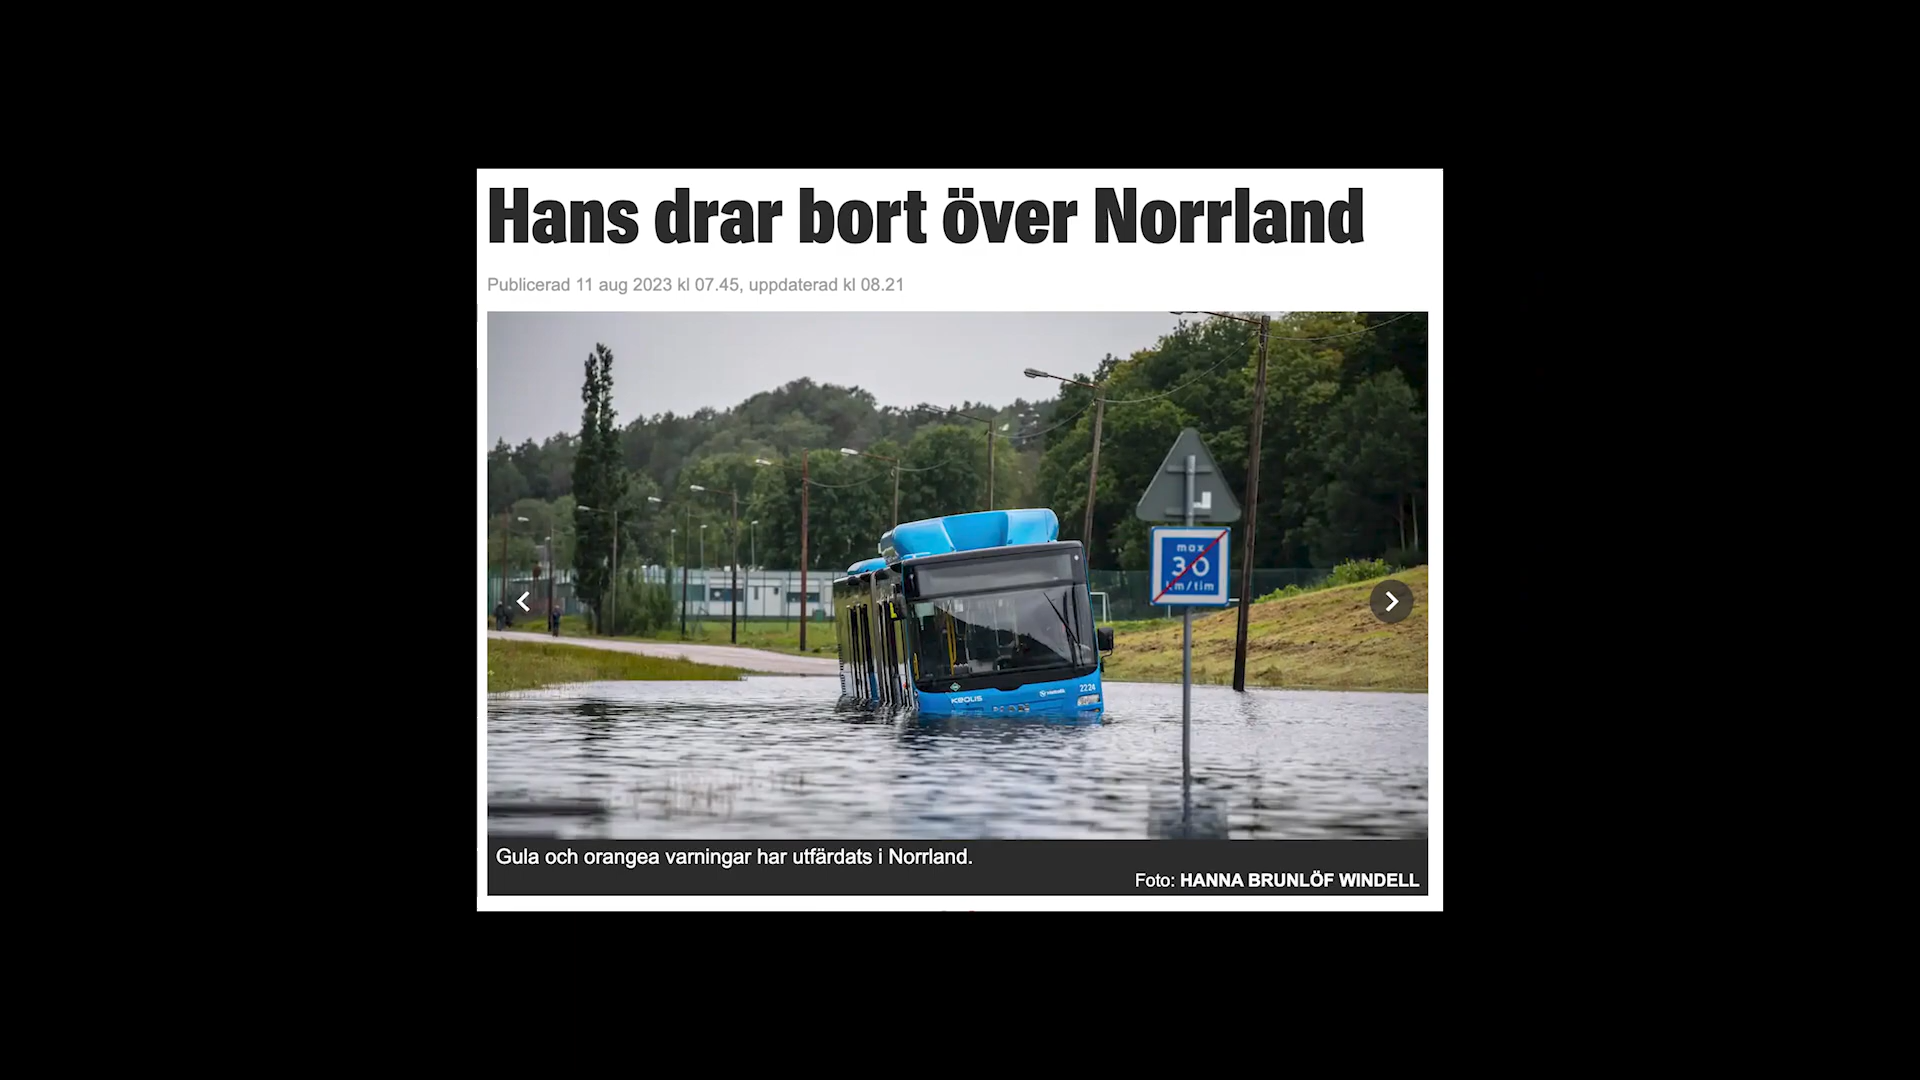 Hans drar bort över Norrland
Publicerad 11 aug 2023 kl 07.45, uppdaterad kl 08.21
max
30
km/tim
KEOLIS
2224
Gula och orangea varningar har utfärdats i Norrland.
Foto: HANNA BRUNLÖF WINDELL